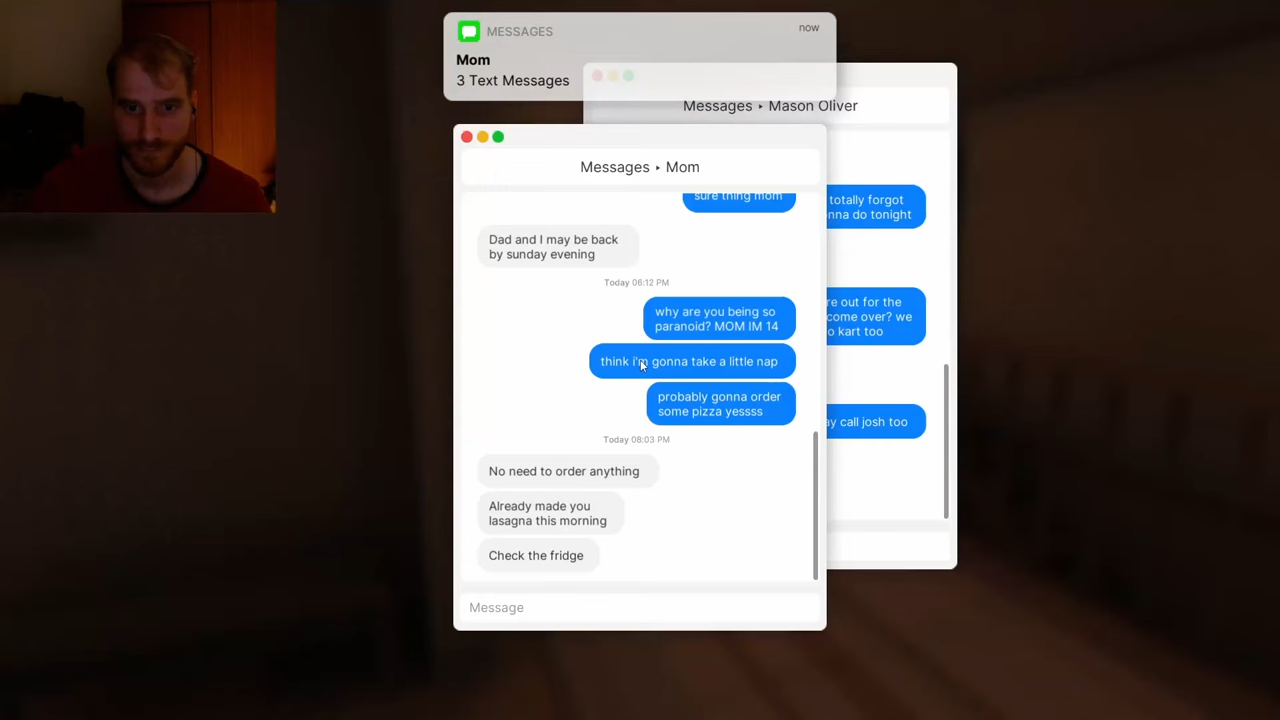 MESSAGES
now
Mom
3 Text Messages
Messages ▸ Mason Oliver
totally forgot
nna do tonight
re out for the
come over? we
o kart too
ay call josh too
Messages ▸ Mom
sure thing mom
Dad and I may be back
by sunday evening
Today 06:12 PM
why are you being so
paranoid? MOM IM 14
think i'm gonna take a little nap
probably gonna order
some pizza yessss
Today 08:03 PM
No need to order anything
Already made you
lasagna this morning
Check the fridge
Message